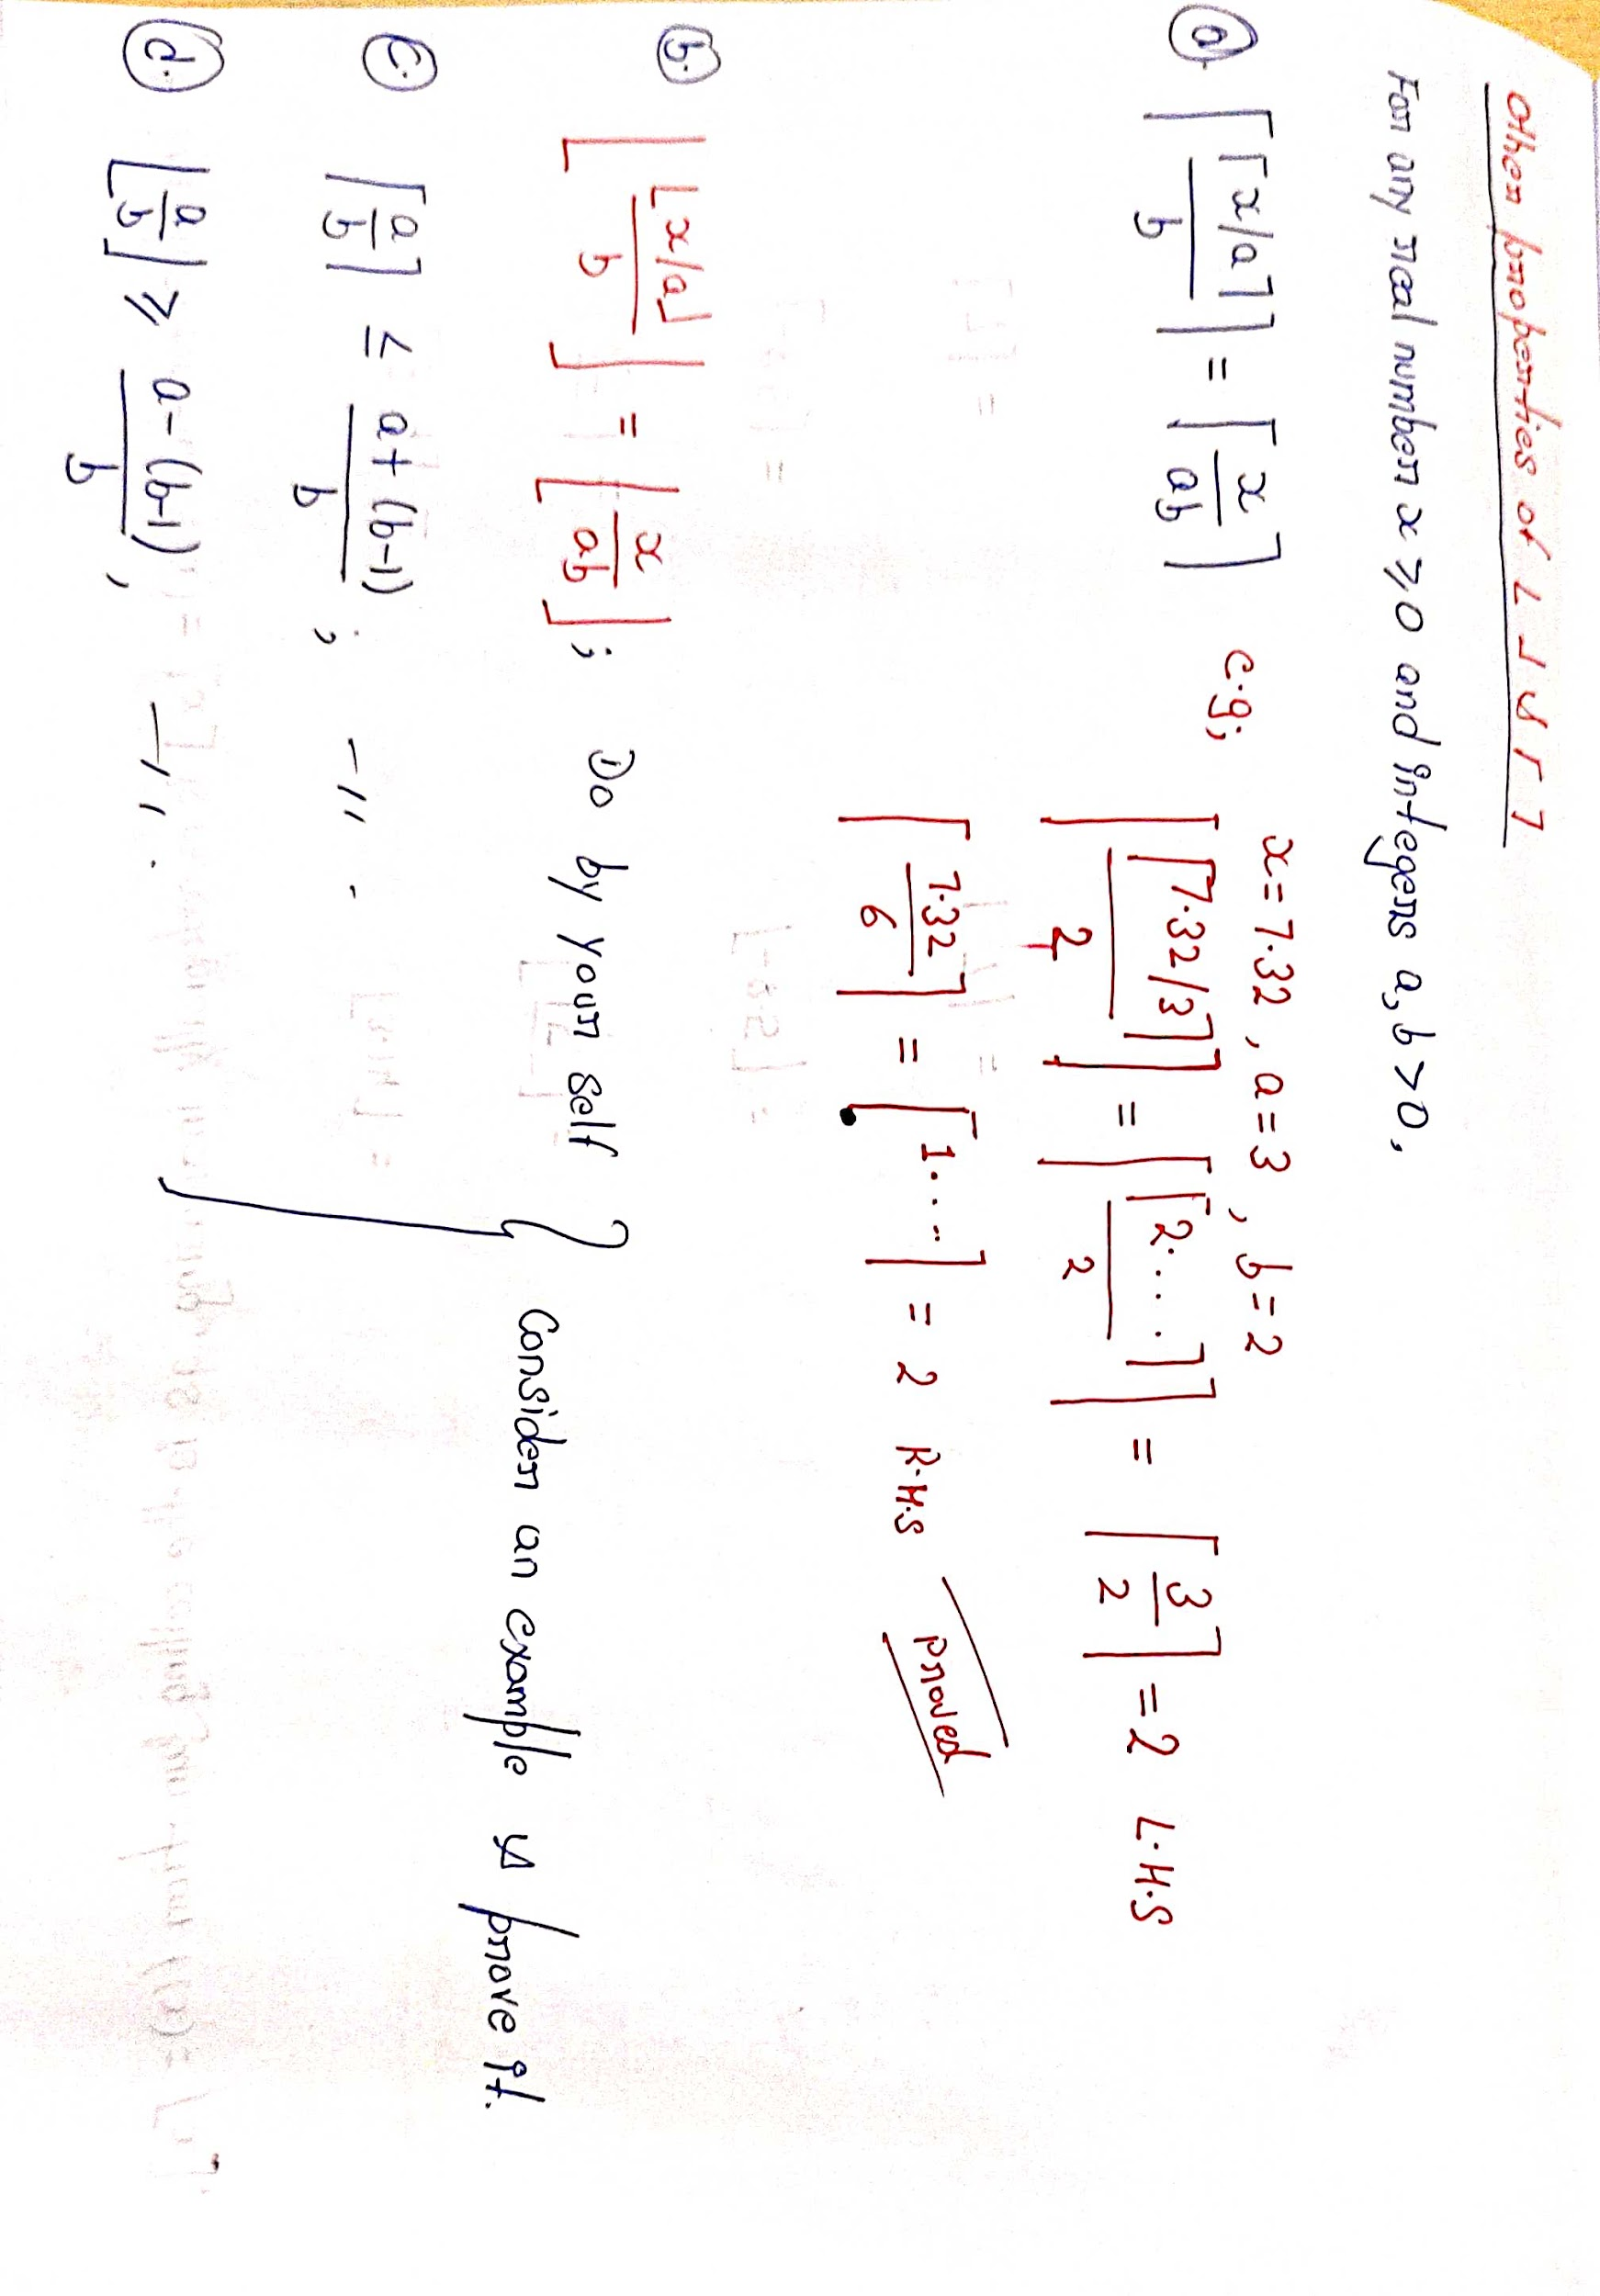 Other properties of ⌊ ⌋ & ⌈ ⌉
For any real number x ≥ 0 and integers a, b > 0,
(a.) ⌈⌈x/a⌉/b⌉ = ⌈x/ab⌉ e.g; x = 7.32, a = 3, b = 2
⌈⌈7.32/3⌉/2⌉ = ⌈⌈2....⌉/2⌉ = ⌈3/2⌉ = 2 L.H.S
⌈7.32/6⌉ = ⌈1....⌉ = 2 R.H.S proved
(b.) ⌊⌊x/a⌋/b⌋ = ⌊x/ab⌋; Do by your self
(c.) ⌈a/b⌉ ≤ a+(b-1)/b ; -11- .
(d.) ⌊a/b⌋ ≥ a-(b-1)/b , -11- .
Consider an example & prove it.